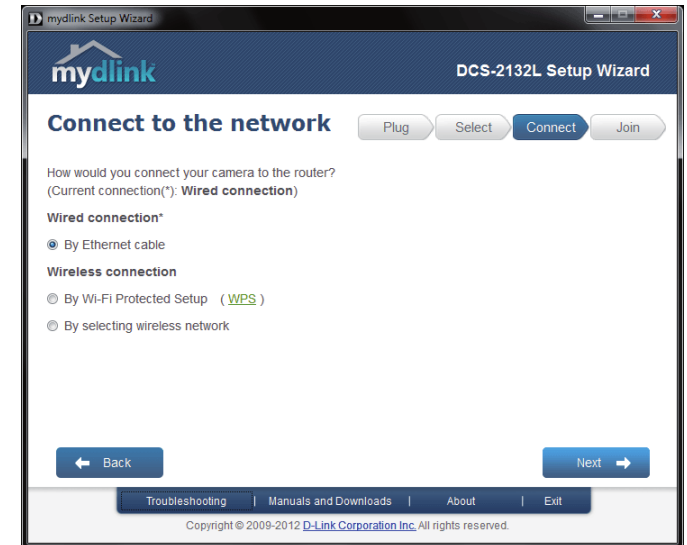 mydlink Setup Wizard
mydlink
DCS-2132L Setup Wizard
Connect to the network
Plug
Select
Connect
Join
How would you connect your camera to the router?
(Current connection(*): Wired connection)
Wired connection*
By Ethernet cable
Wireless connection
By Wi-Fi Protected Setup ( WPS )
By selecting wireless network
Back
Next
Troubleshooting | Manuals and Downloads | About | Exit
Copyright © 2009-2012 D-Link Corporation Inc. All rights reserved.